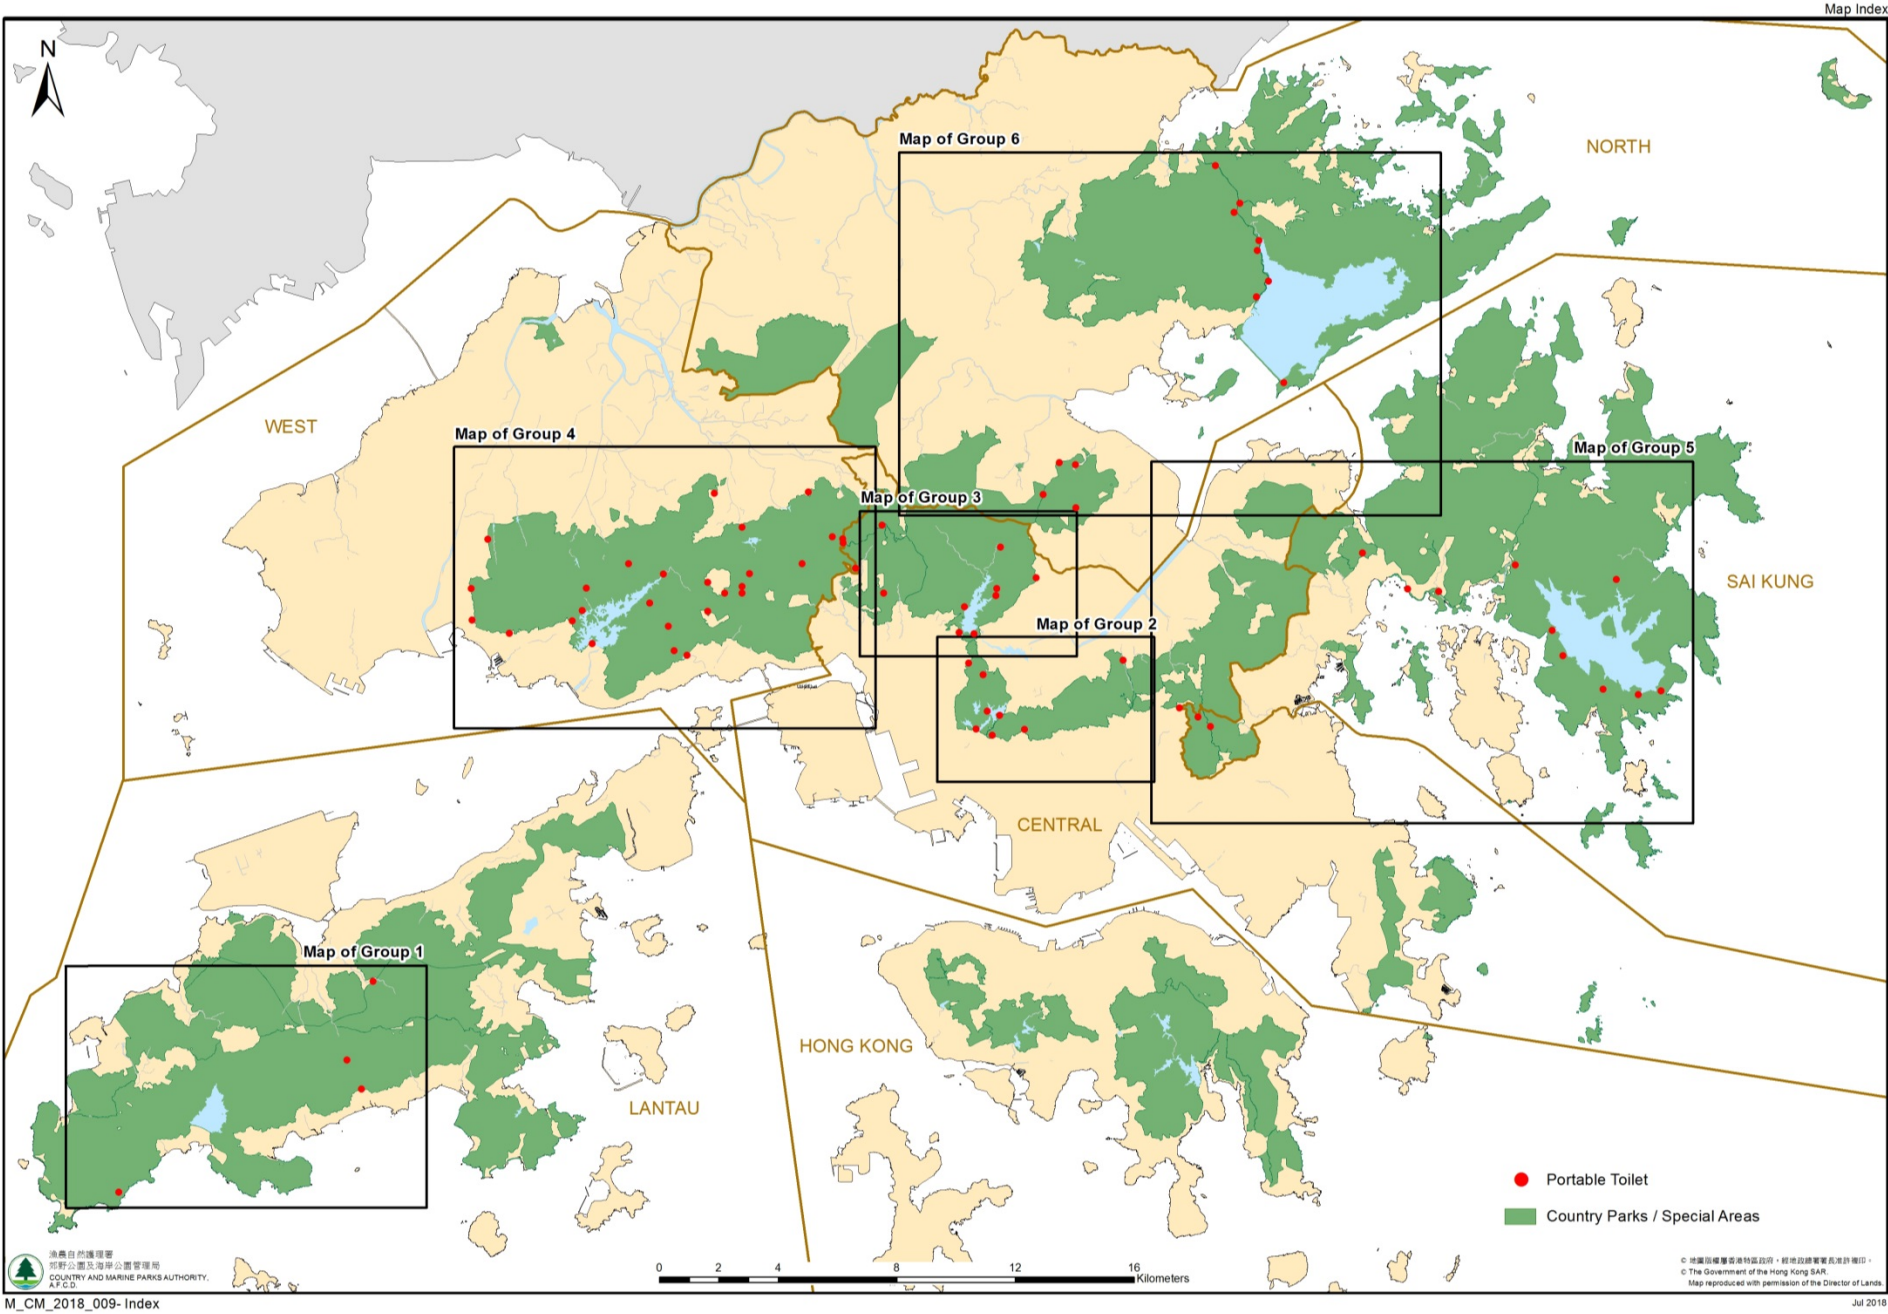 Map Index
N
Map of Group 6
NORTH
WEST
Map of Group 4
Map of Group 5
Map of Group 3
SAI KUNG
Map of Group 2
CENTRAL
Map of Group 1
HONG KONG
LANTAU
Portable Toilet
Country Parks / Special Areas
漁農自然護理署
郊野公園及海岸公園管理局
COUNTRY AND MARINE PARKS AUTHORITY,
A.F.C.D.
0 2 4 8 12 16
Kilometers
© The Government of the Hong Kong SAR.
Map reproduced with permission of the Director of Lands.
M_CM_2018_009- Index
Jul 2018